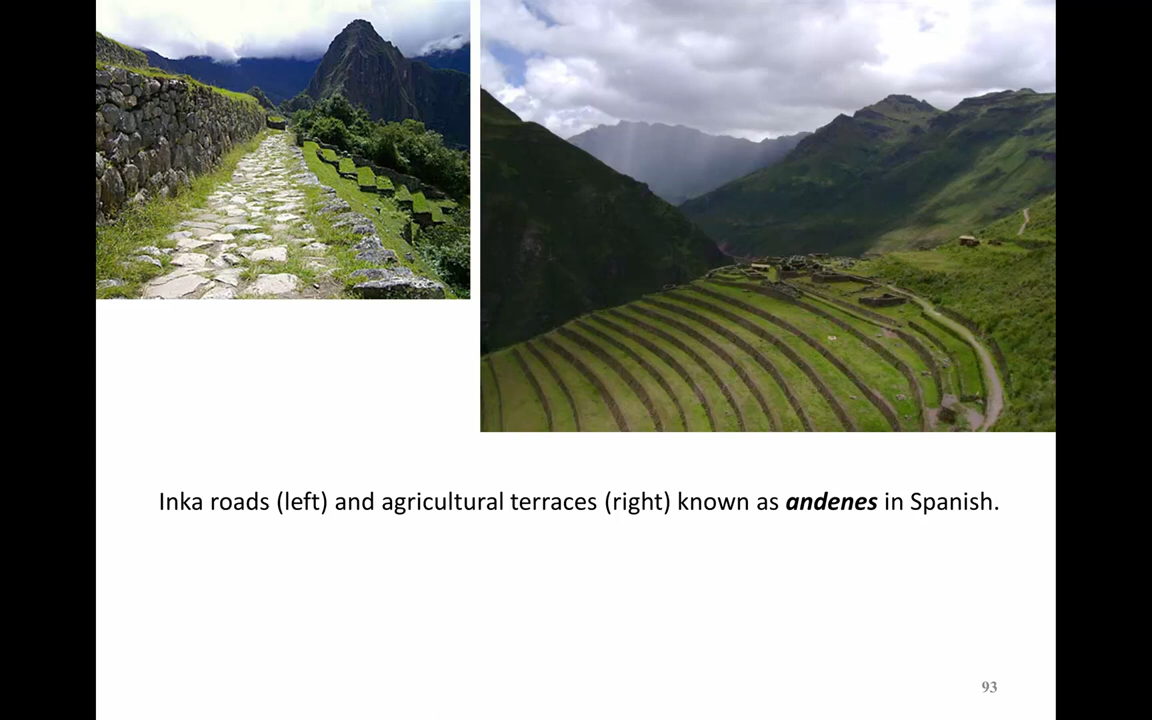 Inka roads (left) and agricultural terraces (right) known as andenes in Spanish.
93